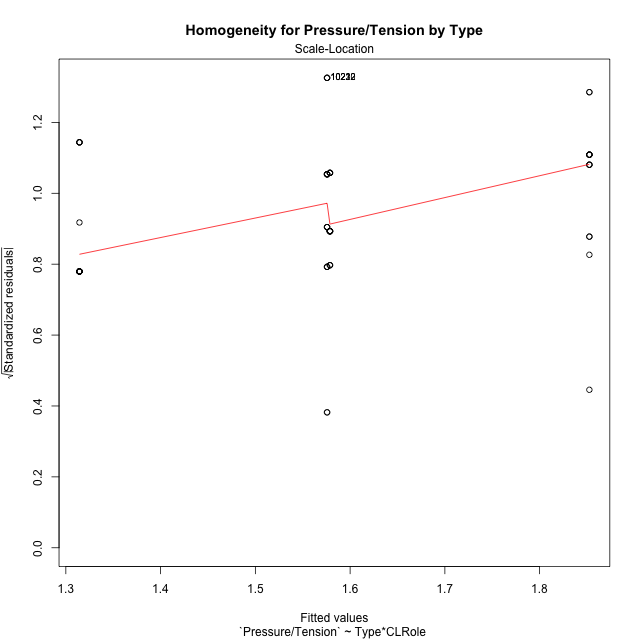 Homogeneity for Pressure/Tension by Type
Scale-Location
√|Standardized residuals|
1.2
1.0
0.8
0.6
0.4
0.2
0.0
1.3 1.4 1.5 1.6 1.7 1.8
Fitted values
`Pressure/Tension` ~ Type*CLRole